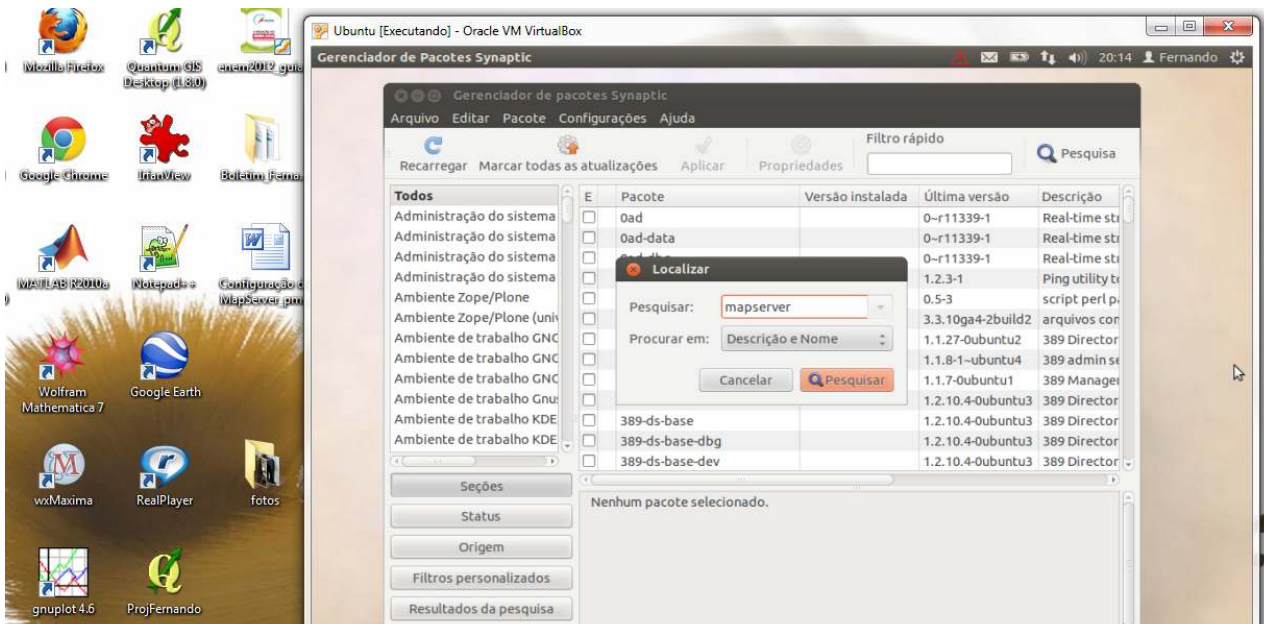 Ubuntu [Executando] - Oracle VM VirtualBox
Gerenciador de Pacotes Synaptic
20:14 Fernando
Gerenciador de pacotes Synaptic
Arquivo Editar Pacote Configurações Ajuda
Recarregar Marcar todas as atualizações Aplicar Propriedades
Filtro rápido
Pesquisa
Todos
Administração do sistema
Administração do sistema
Administração do sistema
Administração do sistema
Ambiente Zope/Plone
Ambiente Zope/Plone (univ
Ambiente de trabalho GNC
Ambiente de trabalho GNC
Ambiente de trabalho GNC
Ambiente de trabalho Gnu
Ambiente de trabalho KDE
Ambiente de trabalho KDE
Seções
Status
Origem
Filtros personalizados
Resultados da pesquisa
E Pacote Versão instalada Última versão Descrição
0ad 0~r11339-1 Real-time str
0ad-data 0~r11339-1 Real-time str
0~r11339-1 Real-time str
1.2.3-1 Ping utility to
0.5-3 script perl p
3.3.10ga4-2build2 arquivos con
1.1.27-0ubuntu2 389 Director
1.1.8-1~ubuntu4 389 admin se
1.1.7-0ubuntu1 389 Manager
1.2.10.4-0ubuntu3 389 Director
389-ds-base 1.2.10.4-0ubuntu3 389 Director
389-ds-base-dbg 1.2.10.4-0ubuntu3 389 Director
389-ds-base-dev 1.2.10.4-0ubuntu3 389 Director
Localizar
Pesquisar: mapserver
Procurar em: Descrição e Nome
Cancelar Pesquisar
Nenhum pacote selecionado.
Mozilla Firefox
Quantum GIS
Desktop (1.8.0)
enem2012_guia
Google Chrome
IrfanView
Boletim_Ferna
MATLAB R2010a
Notepad++
Configuração d
MapServer_pm
Wolfram
Mathematica 7
Google Earth
wxMaxima
RealPlayer
fotos
gnuplot 4.6
ProjFernando